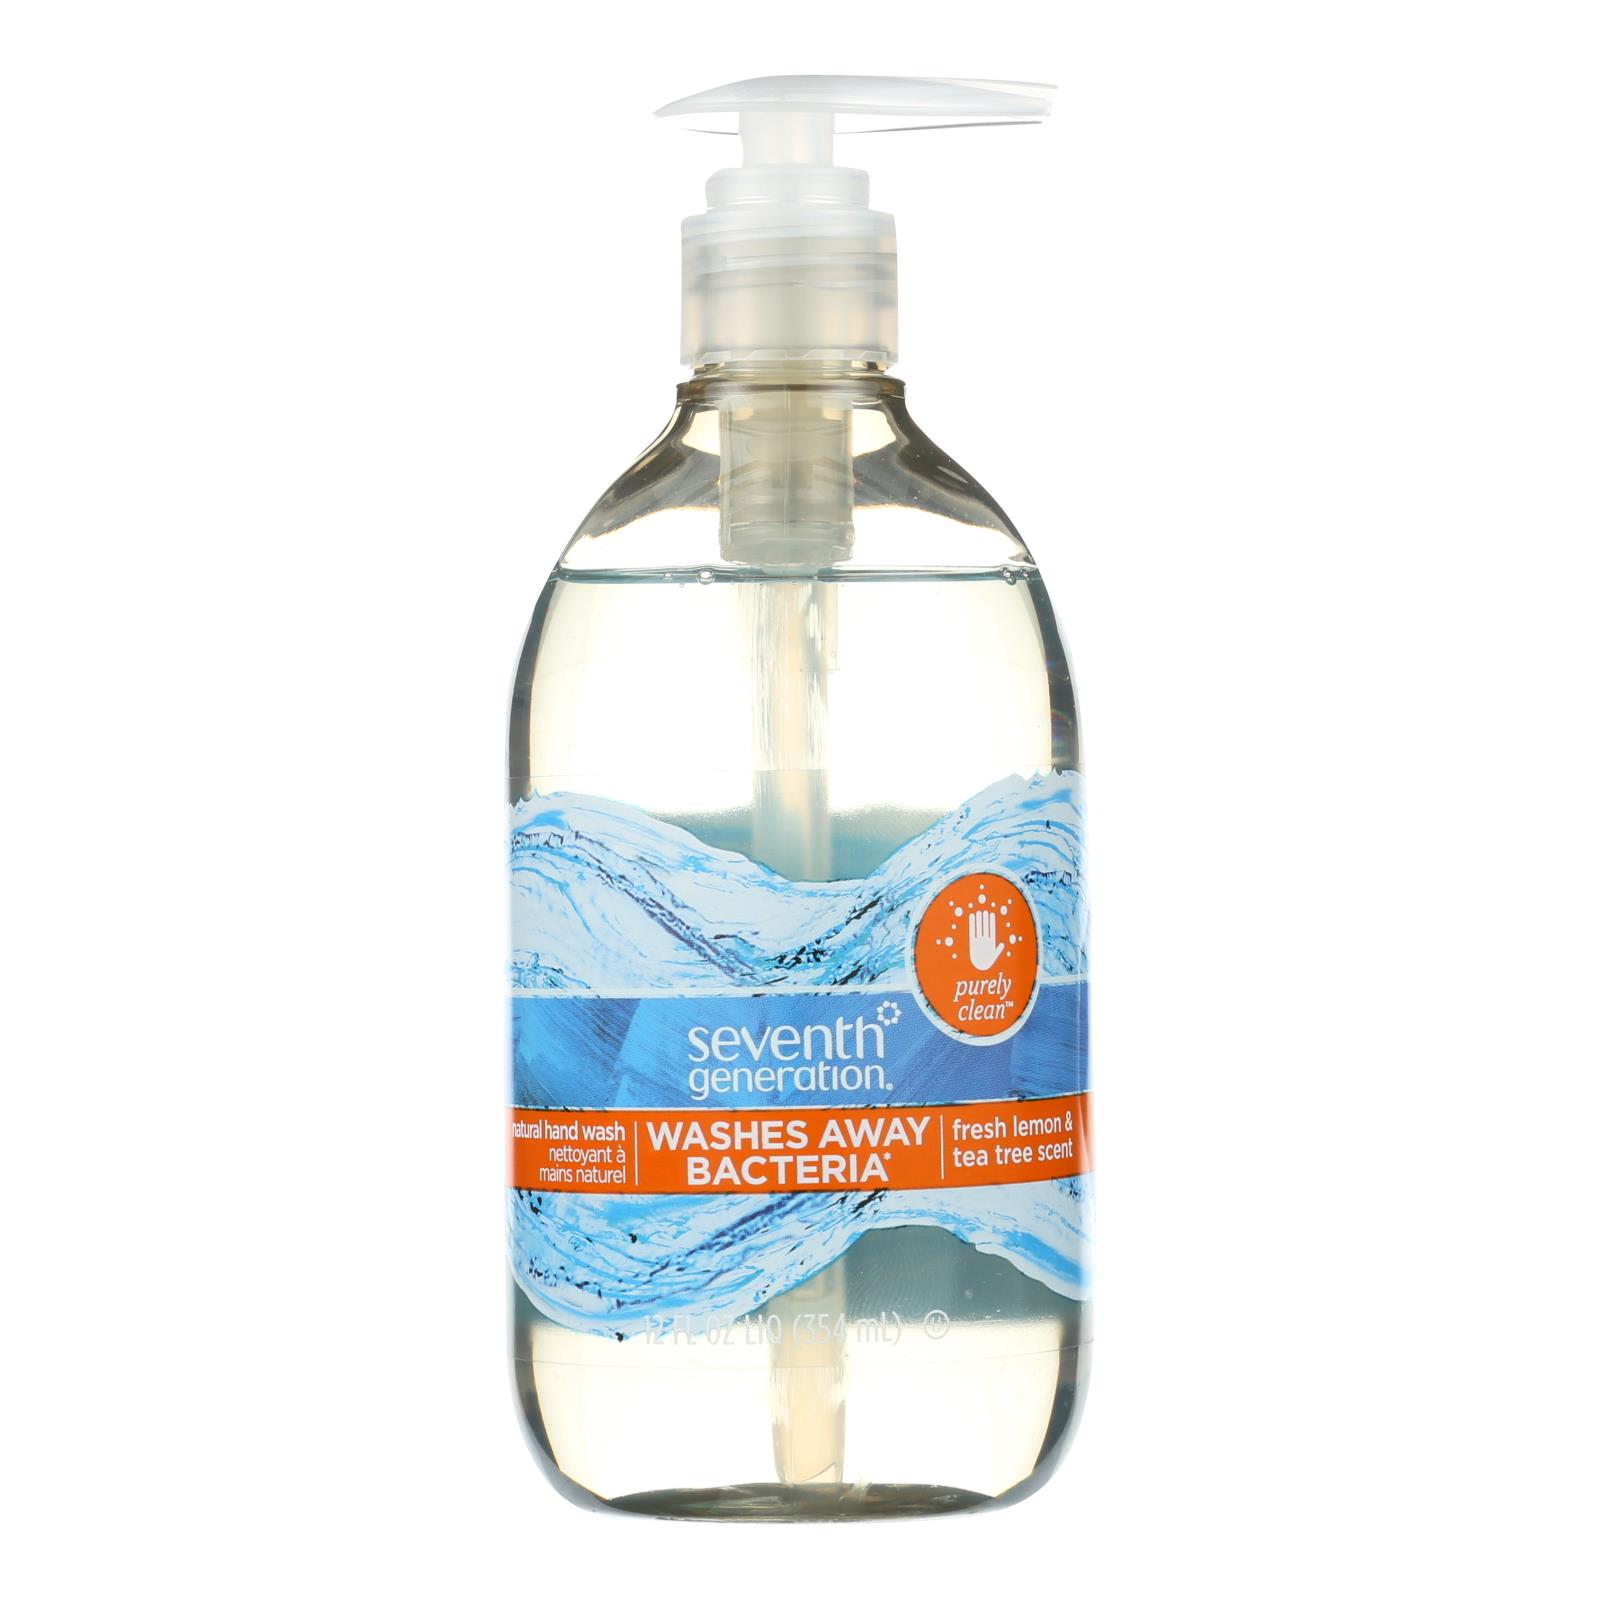 purely
clean™
seventh
generation®
natural hand wash
nettoyant à
mains naturel
WASHES AWAY
BACTERIA*
fresh lemon &
tea tree scent
12 FL OZ LIQ (354 mL) U